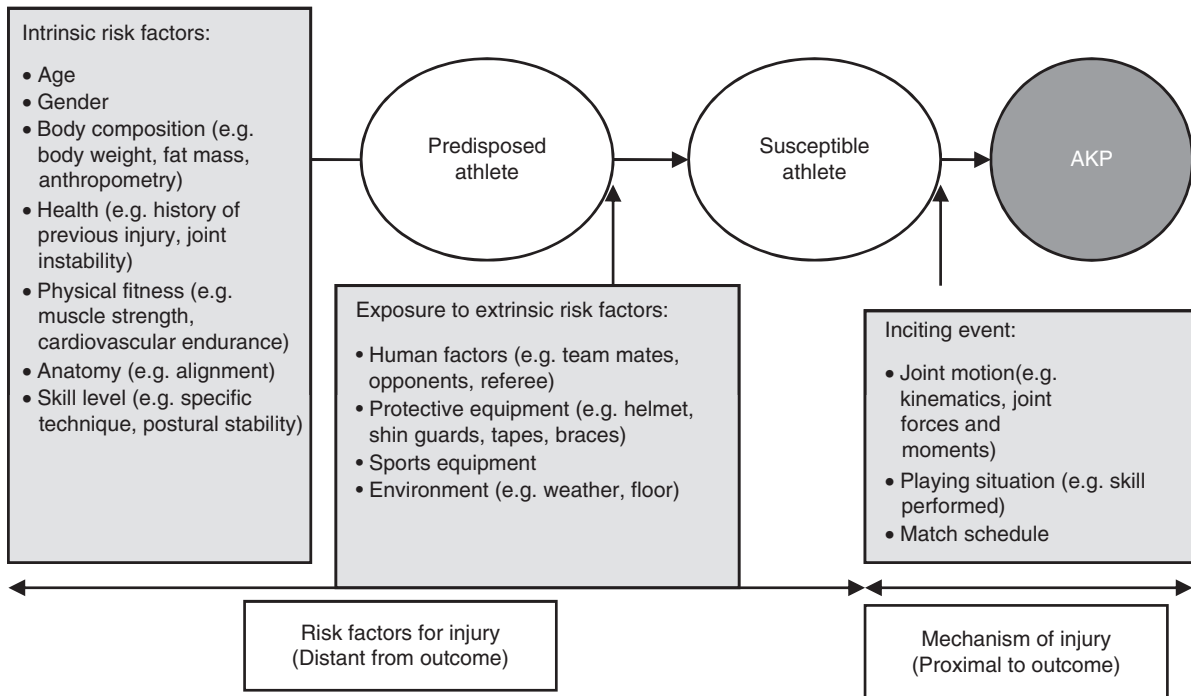 Intrinsic risk factors:
• Age
• Gender
• Body composition (e.g.
body weight, fat mass,
anthropometry)
• Health (e.g. history of
previous injury, joint
instability)
• Physical fitness (e.g.
muscle strength,
cardiovascular endurance)
• Anatomy (e.g. alignment)
• Skill level (e.g. specific
technique, postural stability)
Predisposed
athlete
Susceptible
athlete
AKP
Exposure to extrinsic risk factors:
• Human factors (e.g. team mates,
opponents, referee)
• Protective equipment (e.g. helmet,
shin guards, tapes, braces)
• Sports equipment
• Environment (e.g. weather, floor)
Inciting event:
• Joint motion(e.g.
kinematics, joint
forces and
moments)
• Playing situation (e.g. skill
performed)
• Match schedule
Risk factors for injury
(Distant from outcome)
Mechanism of injury
(Proximal to outcome)